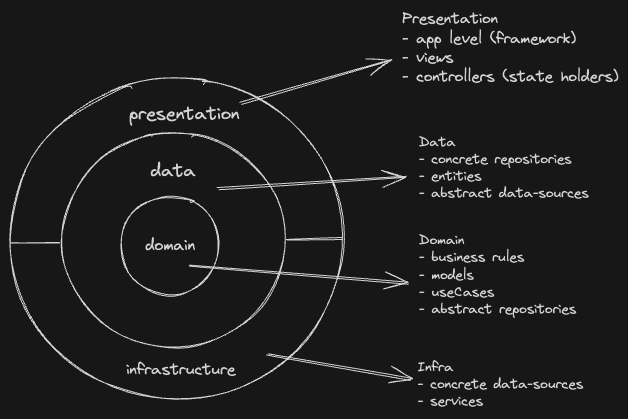 Presentation
- app level (framework)
- views
- controllers (state holders)
presentation
Data
- concrete repositories
- entities
- abstract data-sources
data
domain
Domain
- business rules
- models
- useCases
- abstract repositories
infrastructure
Infra
- concrete data-sources
- services